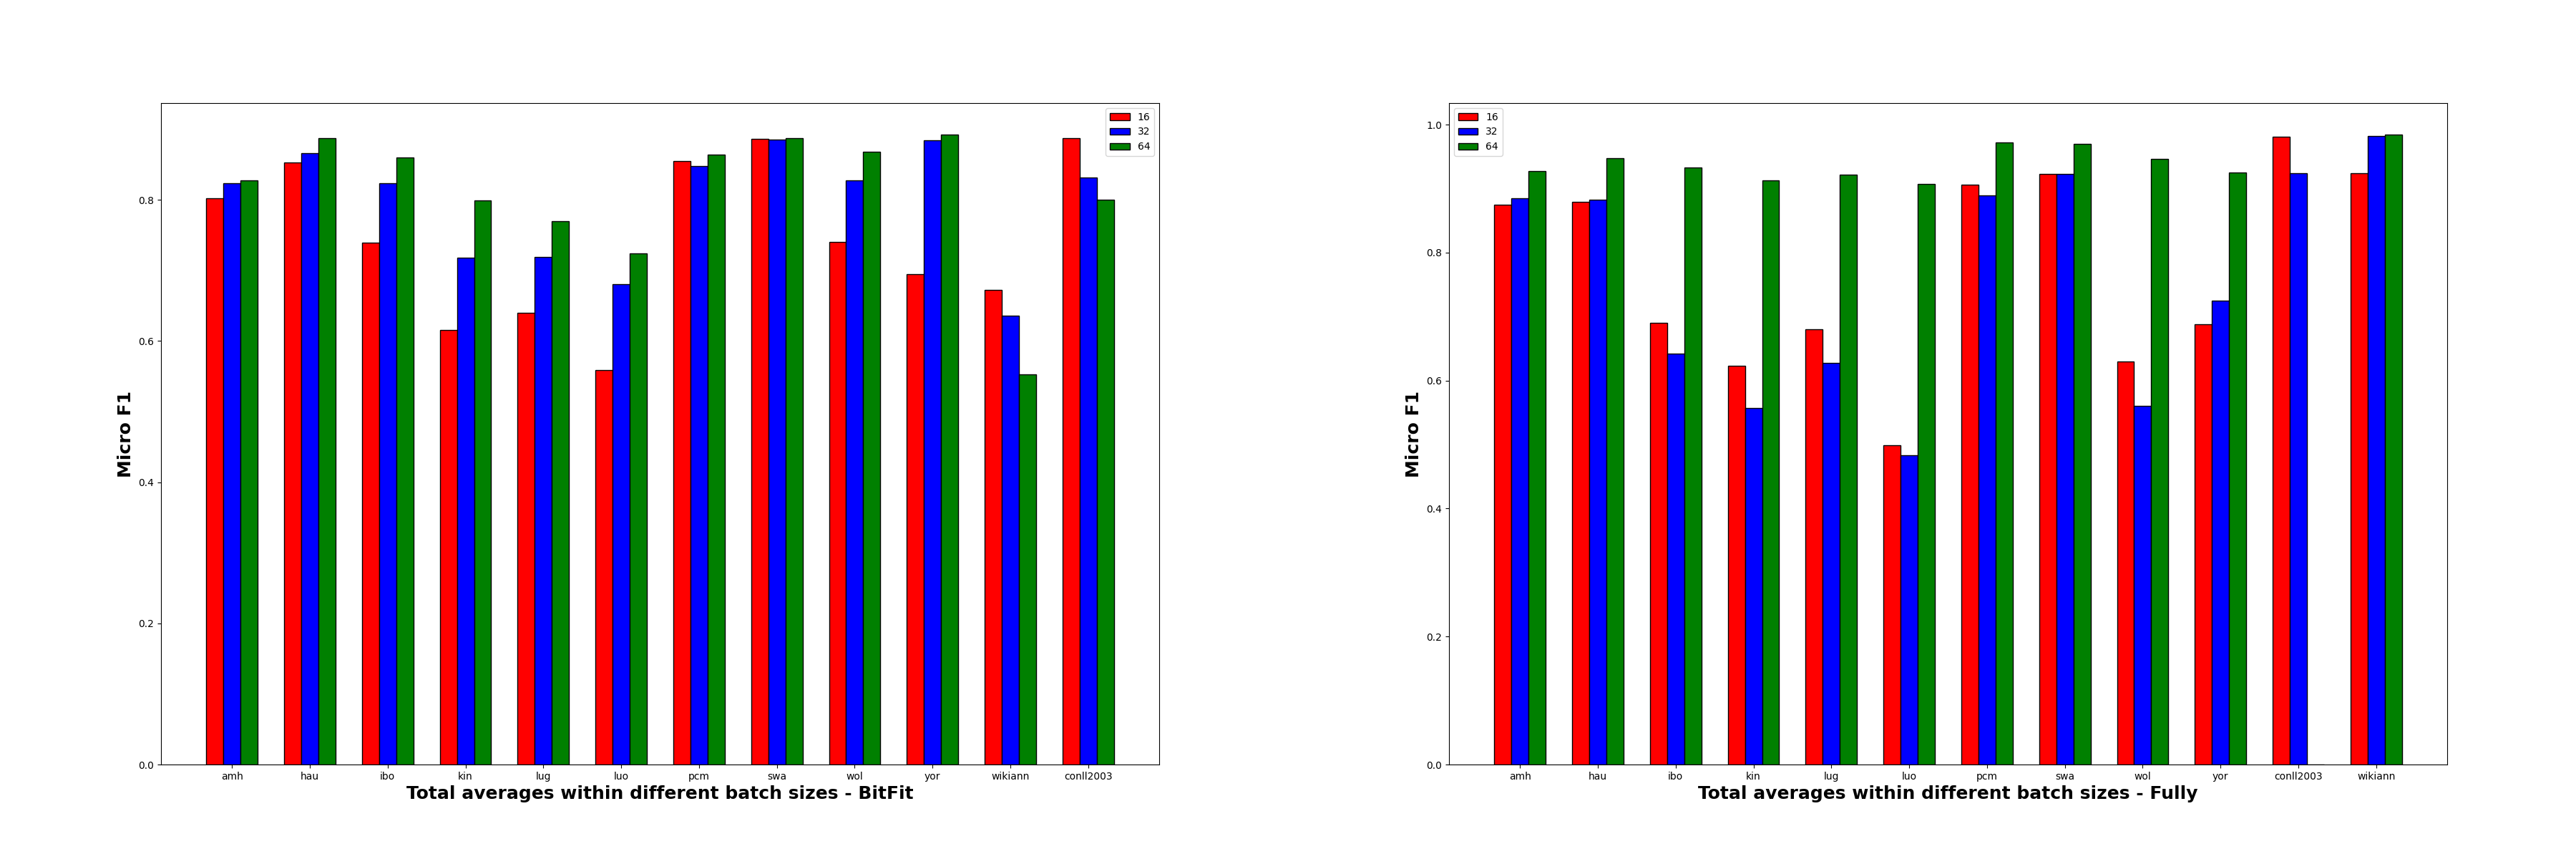 16
32
64
0.8
0.6
0.4
0.2
0.0
Micro F1
amh hau ibo kin lug luo pcm swa wol yor wikiann conll2003
Total averages within different batch sizes - BitFit
16
32
64
1.0
0.8
0.6
0.4
0.2
0.0
Micro F1
amh hau ibo kin lug luo pcm swa wol yor conll2003 wikiann
Total averages within different batch sizes - Fully